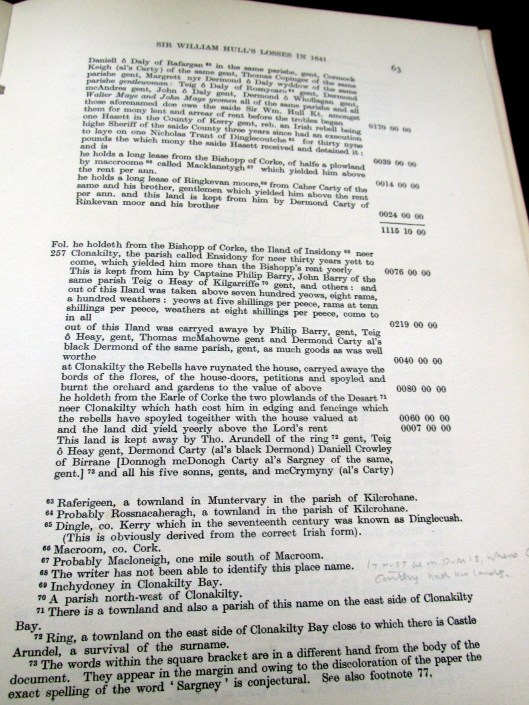 SIR WILLIAM HULL'S LOSSES IN 1641
63
Daniell ó Daly of Rafargan 63 in the same parishe, gent, Cormock
Keigh (al's Carty) of the same gent, Thomas Copinger of the same
parishe gent, Margrett nyr Dermond ó Daly wyddow of the same
parishe gentlewoman: Teig ó Daly of Rosnycary 64 gent, Dermond
mcAndree gent, John ó Daly gent, Dermond ó Whollagan gent,
Walter Maye and John Maye yeomen all of the same parishe and all
those aforenamed doe owe the saide Sir Wm. Hull Kt. amongst
them for mony lent and arrear of rent before the trobles began 0170 00 00
one Hasett in the County of Kerry gent, reb. an Irish rebell being
highe Sheriff of the said County three years since had an execution
to laye on one Nicholas Trant of Dinglecoutche 65 for thirty nyne
pounds the which mony the saide Hasett received and detained it:
and is 0039 00 00
he holds a long lease from the Bishopp of Corke, of halfe a plowland
by maccroome 66 called Macklanetygh 67 which yielded him above
the rent per ann. 0014 00 00
he holds a long lease of Ringkevan moore, 68 from Caher Carty of the
same and his brother, gentlemen which yielded him above the rent
per ann. and this land is kept from him by Dermond Carty of
Rinkevan moor and his brother 0024 00 00
1115 10 00
Fol. he holdeth from the Bishopp of Corke, the Iland of Insidony 69 neer
257 Clonakilty, the parish called Ensidony for neer thirty years yett to
come, which yielded him more than the Bishop's rent yeerly 0076 00 00
This is kept from him by Captaine Philip Barry, John Barry of the
same parish Teig o Heay of Kilgarriffe 70 gent, and others: and
out of this Iland was taken above seven hundred yeows, eight rams,
a hundred weathers: yeows at five shillings per peece, rams at tenn
shillings per peece, weathers at eight shillings per peece, come to
in all 0219 00 00
out of this Iland was carryed awaye by Philip Barry, gent, Teig
ó Heay, gent, Thomas mcMahowne gent and Dermond Carty al's
black Dermond of the same parish, gent, as much goods as was well
worthe 0040 00 00
at Clonakilty the Rebells have ruynated the house, carryed awaye the
bords of the flores, of the house-doors, petitions and spoyled and
burnt the orchard and gardens to the value of above 0080 00 00
he holdeth from the Earle of Corke the two plowlands of the Desart 71
neer Clonakilty which hath cost him in edging and fencinge which
the rebells have spoyled together with the house valued at 0060 00 00
and the land did yield yeerly above the Lord's rent 0007 00 00
This land is kept away by Tho. Arundell of the ring 72 gent, Teig
ó Heay gent, Dermond Carty (al's black Dermond) Daniell Crowley
of Birrane [Donnogh mcDonogh Carty al's Sargney of the same,
gent.] 73 and all his five sonns, gents, and mcCrymyny (al's Carty)
63 Raferigeen, a townland in Muntervary in the parish of Kilcrohane.
64 Probably Rossnacaheragh, a townland in the parish of Kilcrohane.
65 Dingle, co. Kerry which in the seventeenth century was known as Dinglecush.
(This is obviously derived from the correct Irish form).
66 Macroom, co. Cork.
67 Probably Macloneigh, one mile south of Macroom.
68 The writer has not been able to identify this place name.
69 Inchydoney in Clonakilty Bay.
70 A parish north-west of Clonakilty.
71 There is a townland and also a parish of this name on the east side of Clonakilty
Bay.
72 Ring, a townland on the east side of Clonakilty Bay close to which there is Castle
Arundel, a survival of the surname.
73 The words within the square bracket are in a different hand from the body of the
document. They appear in the margin and owing to the discoloration of the paper the
exact spelling of the word 'Sargney' is conjectural. See also footnote 77.